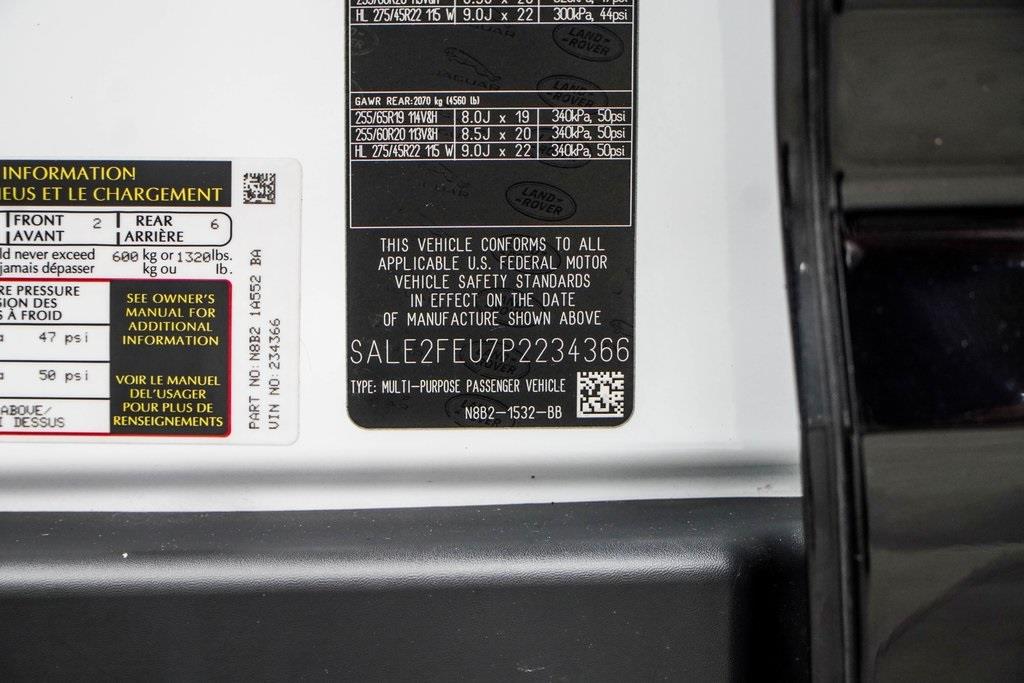 HL 275/45R22 115 W 9.0J x 22 300kPa, 44psi
JAGUAR
LAND-ROVER
GAWR REAR:2070 kg (4560 lb)
255/65R19 114V&H 8.0J x 19 340kPa, 50psi
255/60R20 113V&H 8.5J x 20 340kPa, 50psi
HL 275/45R22 115 W 9.0J x 22 340kPa, 50psi
LAND-ROVER
THIS VEHICLE CONFORMS TO ALL
APPLICABLE U.S. FEDERAL MOTOR
VEHICLE SAFETY STANDARDS
IN EFFECT ON THE DATE
OF MANUFACTURE SHOWN ABOVE
SALE2FEU7P2234366
TYPE: MULTI-PURPOSE PASSENGER VEHICLE
N8B2-1532-BB
INFORMATION
NEUS ET LE CHARGEMENT
FRONT 2 REAR 6
AVANT ARRIÈRE
ld never exceed 600 kg or 1320 lbs.
jamais dépasser kg ou lb.
RE PRESSURE
SION DES
S À FROID
47 psi
50 psi
ABOVE/
DESSUS
SEE OWNER'S
MANUAL FOR
ADDITIONAL
INFORMATION
VOIR LE MANUEL
DEL'USAGER
POUR PLUS DE
RENSEIGNEMENTS
PART NO: N8B2 1A552 BA
VIN NO: 234366